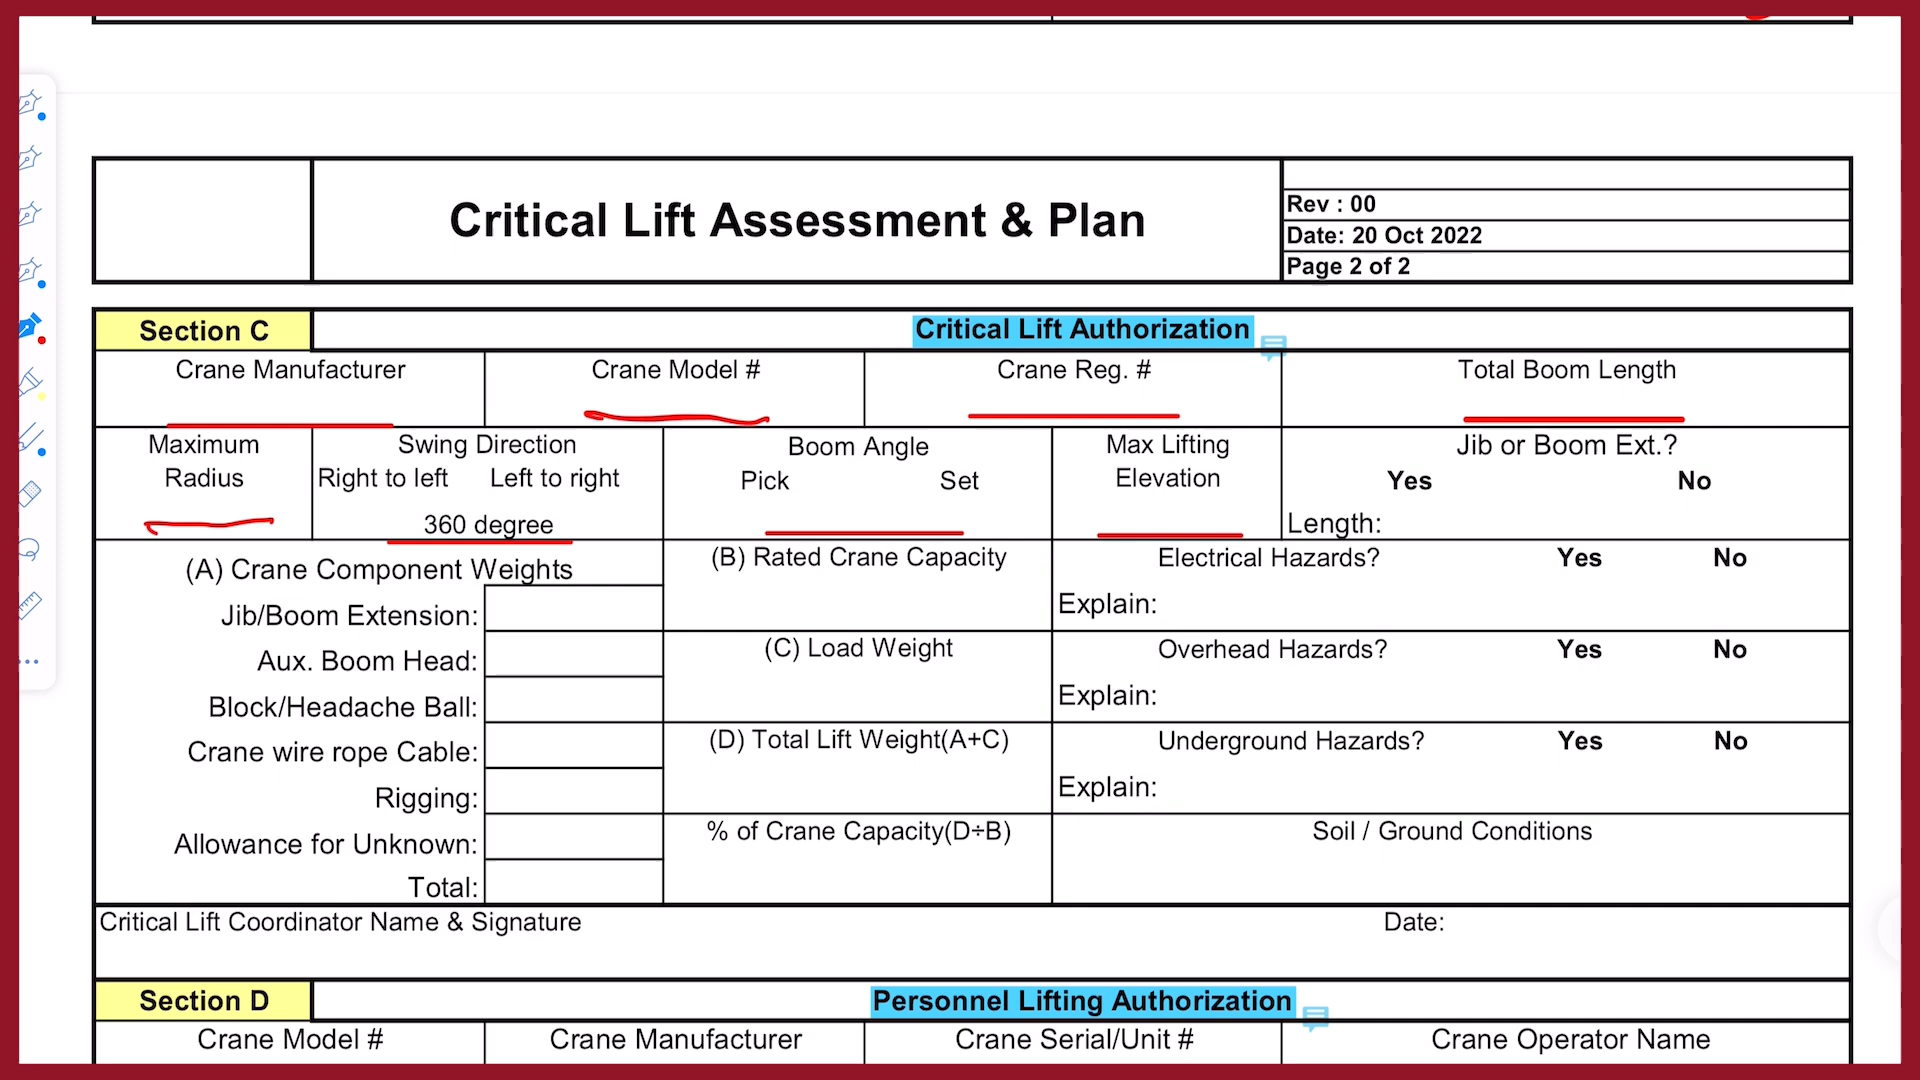 Critical Lift Assessment & Plan
Rev : 00
Date: 20 Oct 2022
Page 2 of 2
Section C
Critical Lift Authorization
Crane Manufacturer
Crane Model #
Crane Reg. #
Total Boom Length
Maximum
Radius
Swing Direction
Right to left Left to right
360 degree
Boom Angle
Pick Set
Max Lifting
Elevation
Jib or Boom Ext.?
Yes No
Length:
(A) Crane Component Weights
Jib/Boom Extension:
Aux. Boom Head:
Block/Headache Ball:
Crane wire rope Cable:
Rigging:
Allowance for Unknown:
Total:
(B) Rated Crane Capacity
(C) Load Weight
(D) Total Lift Weight(A+C)
% of Crane Capacity(D÷B)
Electrical Hazards? Yes No
Explain:
Overhead Hazards? Yes No
Explain:
Underground Hazards? Yes No
Explain:
Soil / Ground Conditions
Critical Lift Coordinator Name & Signature
Date:
Section D
Personnel Lifting Authorization
Crane Model #
Crane Manufacturer
Crane Serial/Unit #
Crane Operator Name